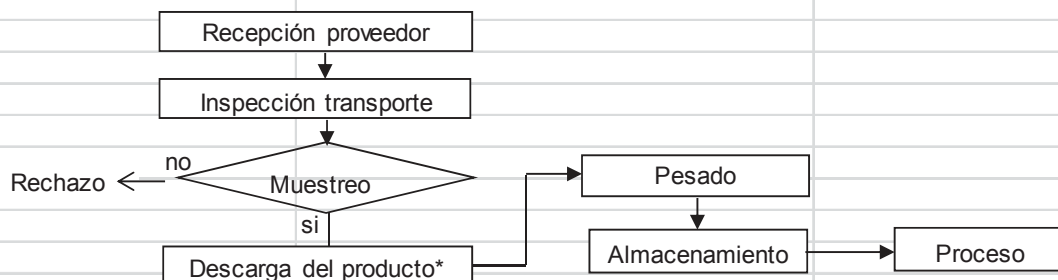 Recepción proveedor
Inspección transporte
no
Rechazo
Muestreo
si
Descarga del producto*
Pesado
Almacenamiento
Proceso